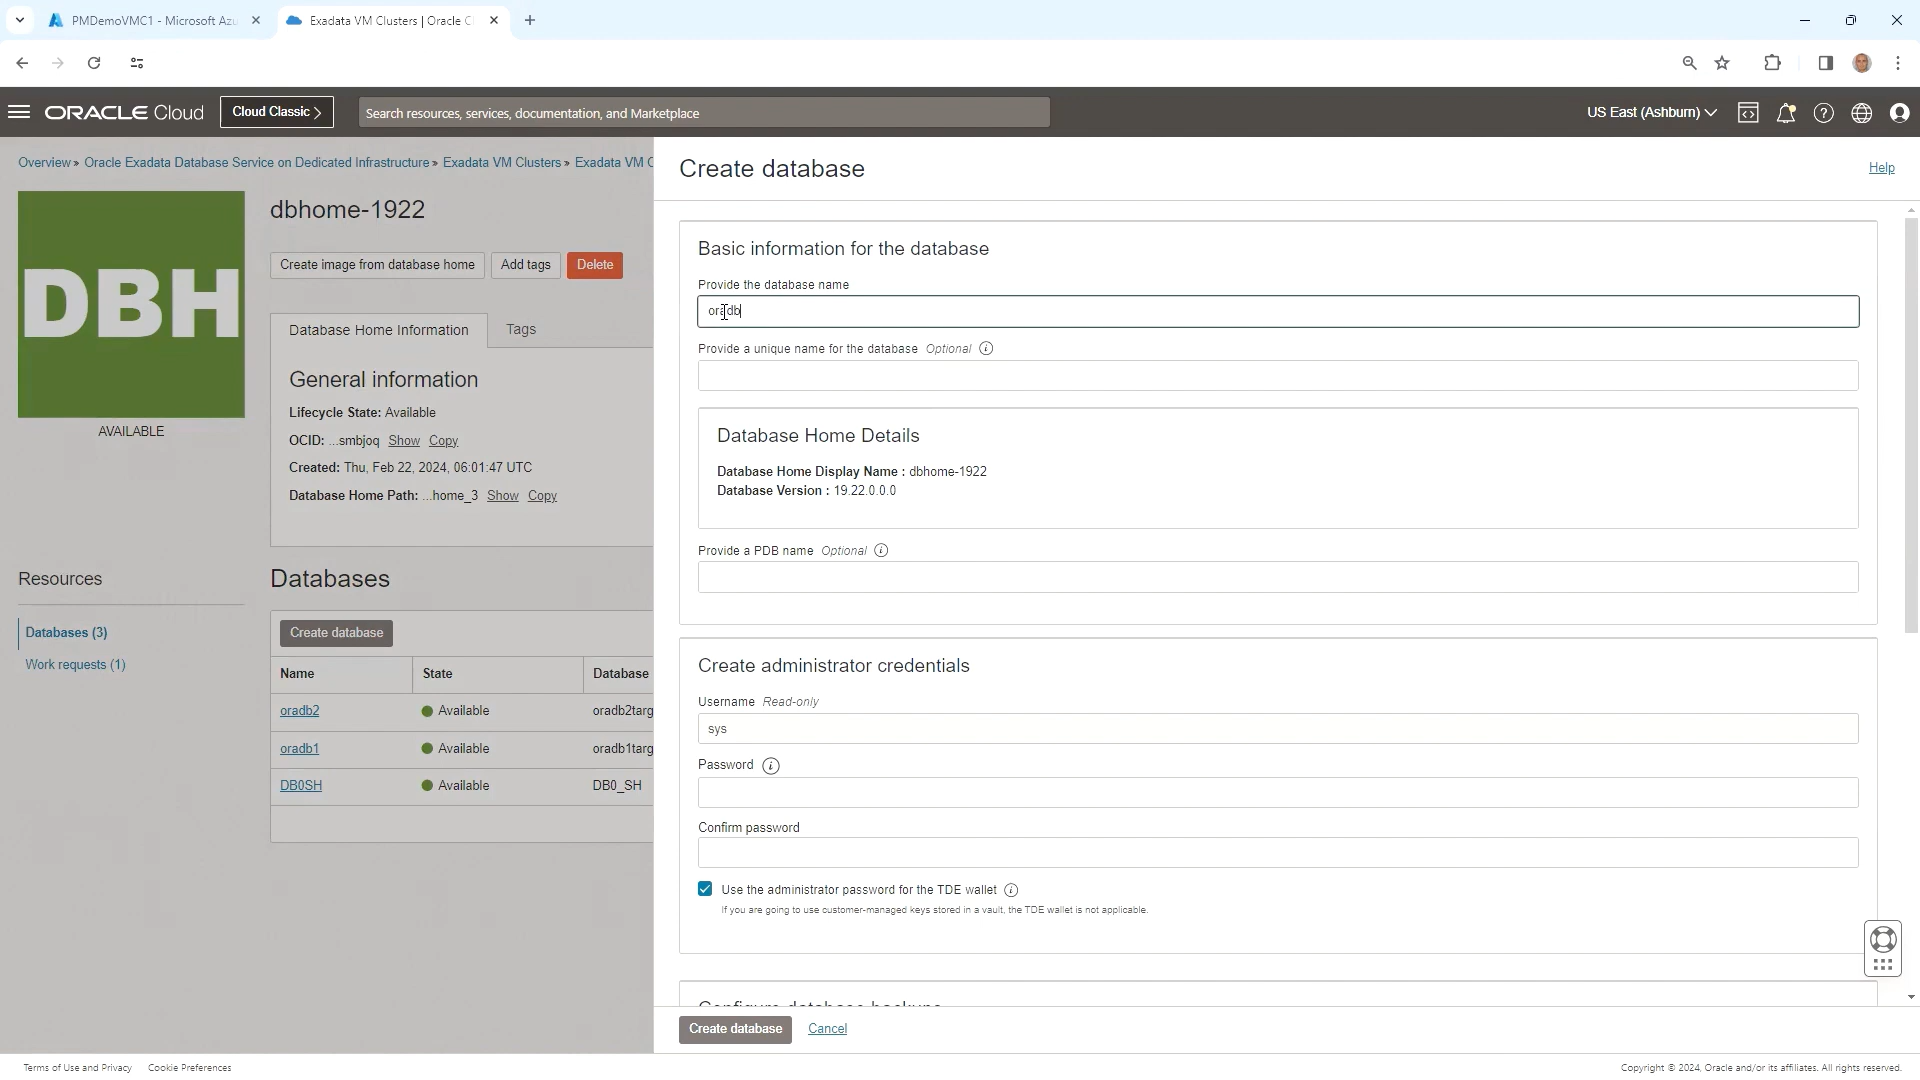 PMDemoVMC1 - Microsoft Azu
Exadata VM Clusters | Oracle C
ORACLE Cloud
Cloud Classic >
Search resources, services, documentation, and Marketplace
US East (Ashburn)
Overview » Oracle Exadata Database Service on Dedicated Infrastructure » Exadata VM Clusters » Exadata VM C
DBH
AVAILABLE
dbhome-1922
Create image from database home
Add tags
Delete
Database Home Information
Tags
General information
Lifecycle State: Available
OCID: ...smbjoq Show Copy
Created: Thu, Feb 22, 2024, 06:01:47 UTC
Database Home Path: ...home_3 Show Copy
Resources
Databases (3)
Work requests (1)
Databases
Create database
Name State Database
oradb2 Available oradb2targ
oradb1 Available oradb1targ
DB0SH Available DB0_SH
Create database
Help
Basic information for the database
Provide the database name
oradb
Provide a unique name for the database Optional
Database Home Details
Database Home Display Name : dbhome-1922
Database Version : 19.22.0.0.0
Provide a PDB name Optional
Create administrator credentials
Username Read-only
sys
Password
Confirm password
Use the administrator password for the TDE wallet
If you are going to use customer-managed keys stored in a vault, the TDE wallet is not applicable.
Configure database backups
Create database
Cancel
Terms of Use and Privacy
Cookie Preferences
Copyright © 2024, Oracle and/or its affiliates. All rights reserved.